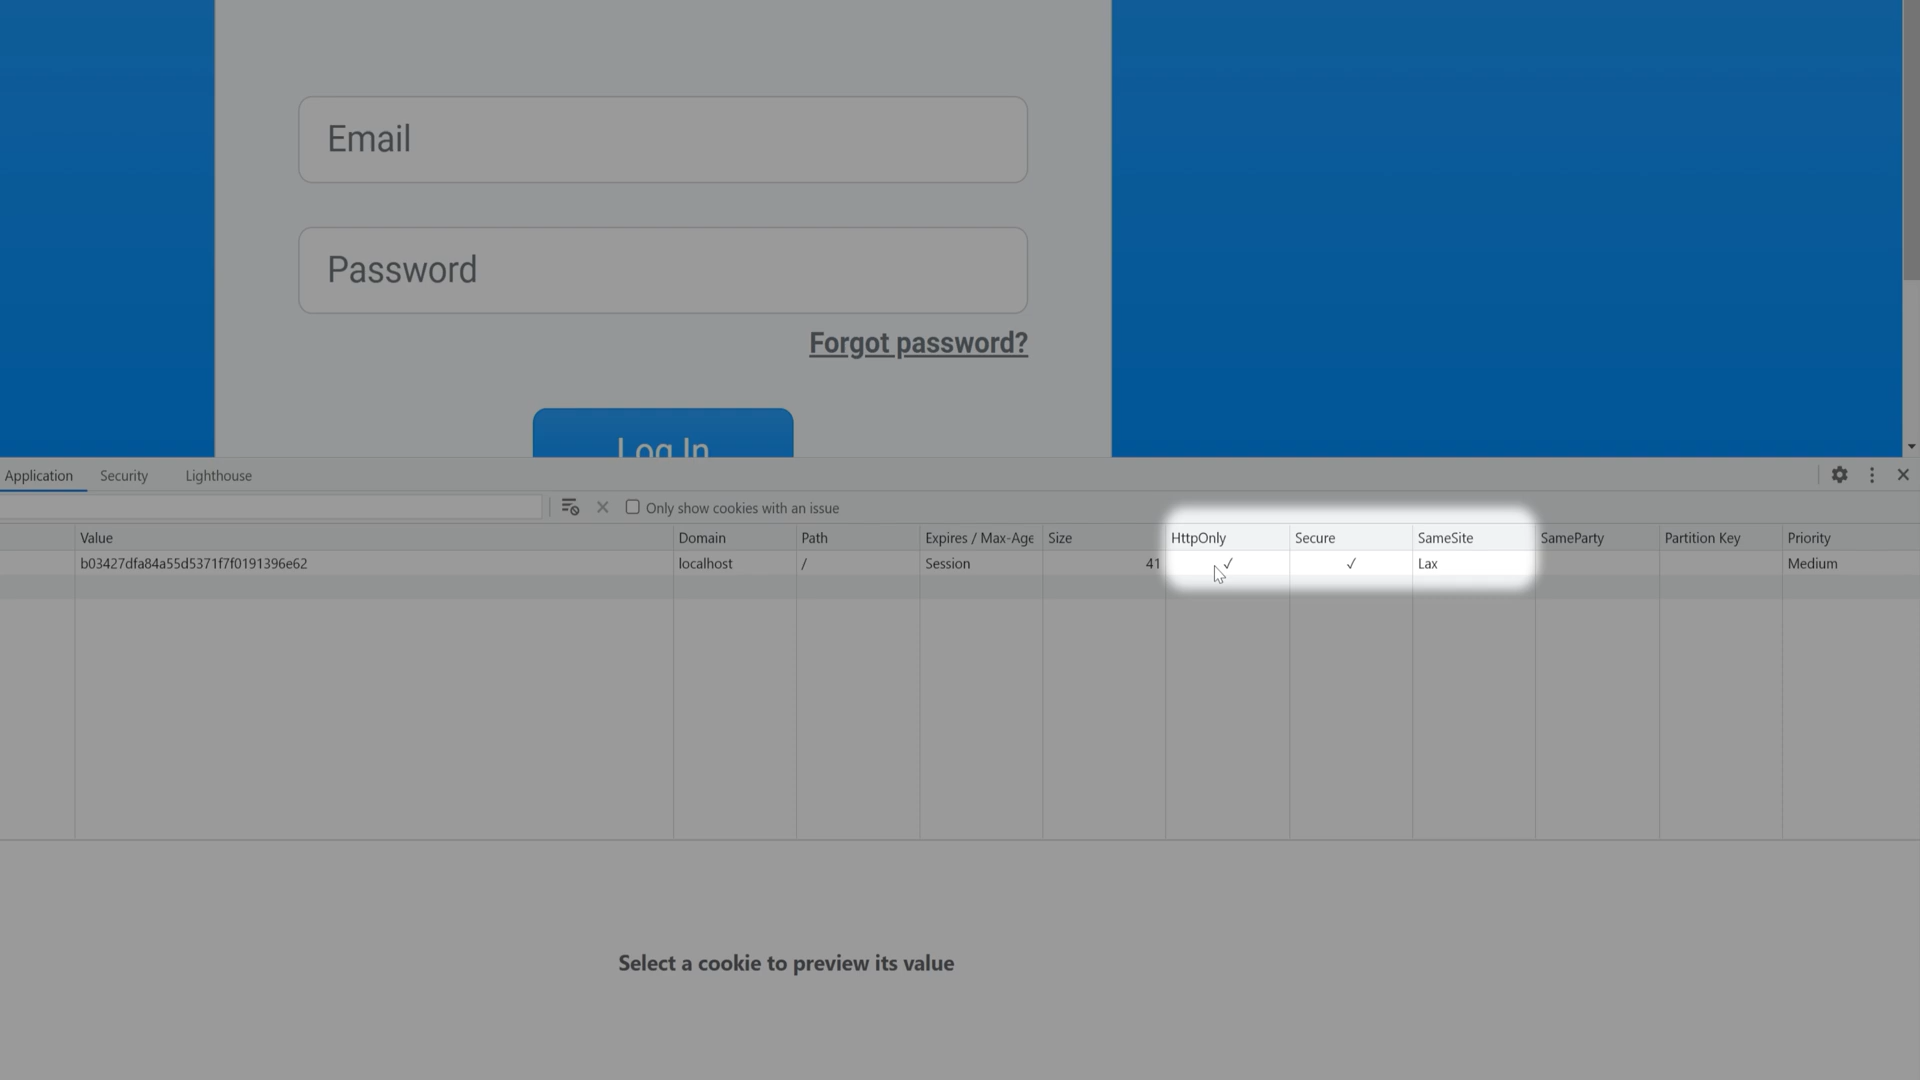 Email
Password
Forgot password?
Log In
Application Security Lighthouse
Only show cookies with an issue
Value Domain Path Expires / Max-Age Size HttpOnly Secure SameSite SameParty Partition Key Priority
b03427dfa84a55d5371f7f0191396e62 localhost / Session 41 ✓ ✓ Lax Medium
Select a cookie to preview its value